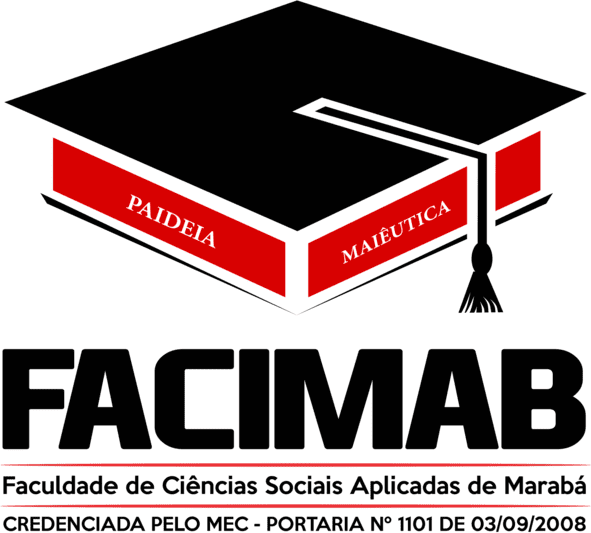 PAIDEIA
MAIÊUTICA
FACIMAB
Faculdade de Ciências Sociais Aplicadas de Marabá
CREDENCIADA PELO MEC - PORTARIA Nº 1101 DE 03/09/2008